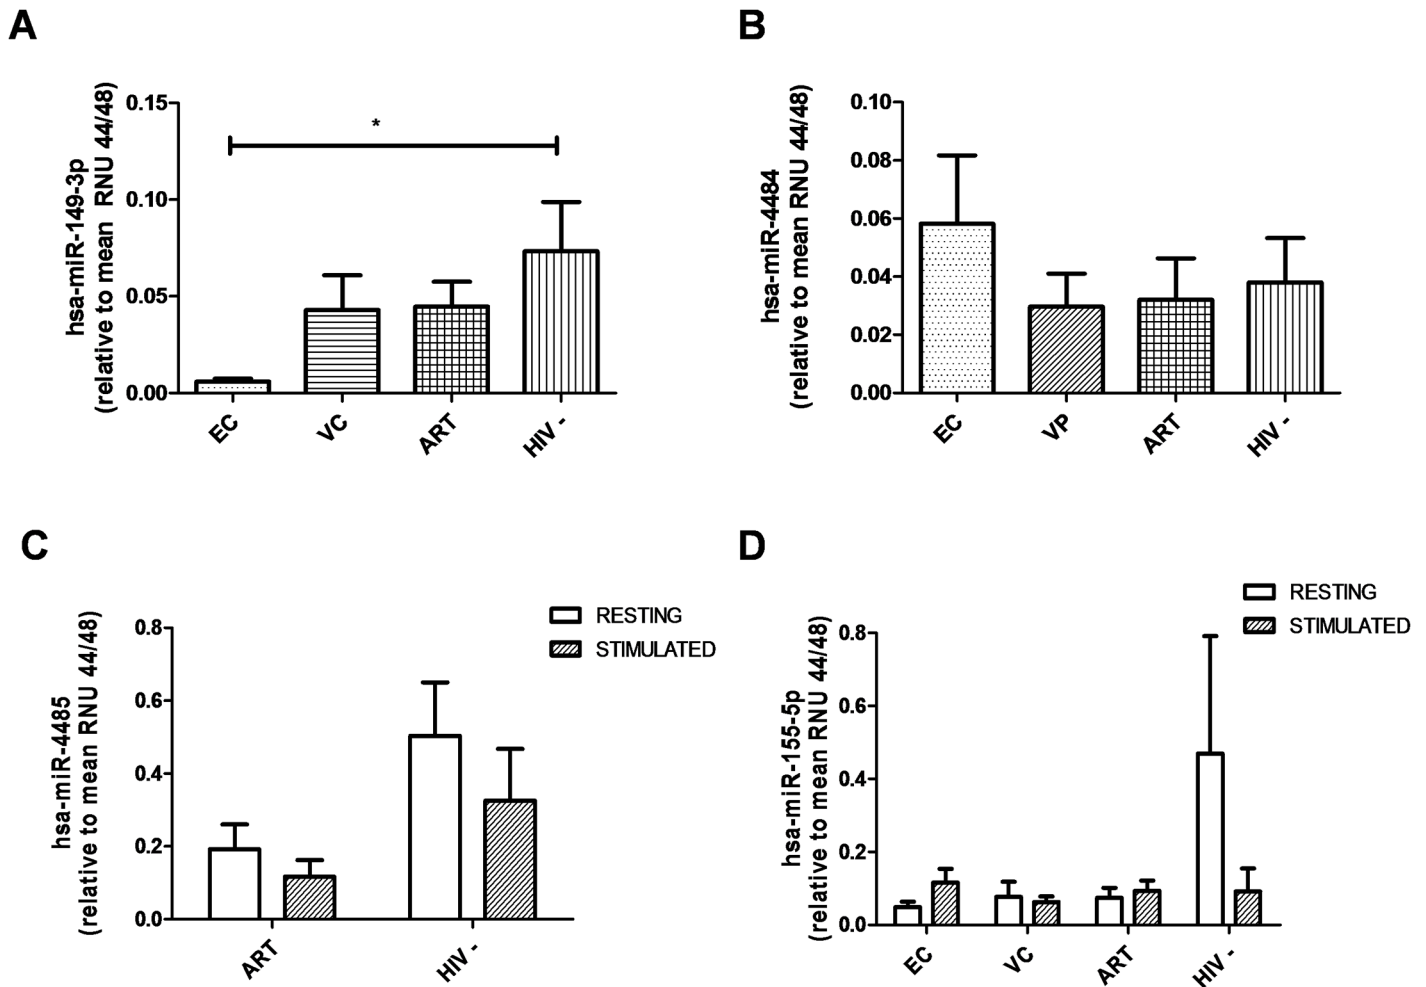 A
hsa-miR-149-3p
(relative to mean RNU 44/48)
0.15
0.10
0.05
0.00
*
EC
VC
ART
HIV -
B
hsa-miR-4484
(relative to mean RNU 44/48)
0.10
0.08
0.06
0.04
0.02
0.00
EC
VP
ART
HIV -
C
hsa-miR-4485
(relative to mean RNU 44/48)
0.8
0.6
0.4
0.2
0.0
RESTING
STIMULATED
ART
HIV -
D
hsa-miR-155-5p
(relative to mean RNU 44/48)
0.8
0.6
0.4
0.2
0.0
RESTING
STIMULATED
EC
VC
ART
HIV -